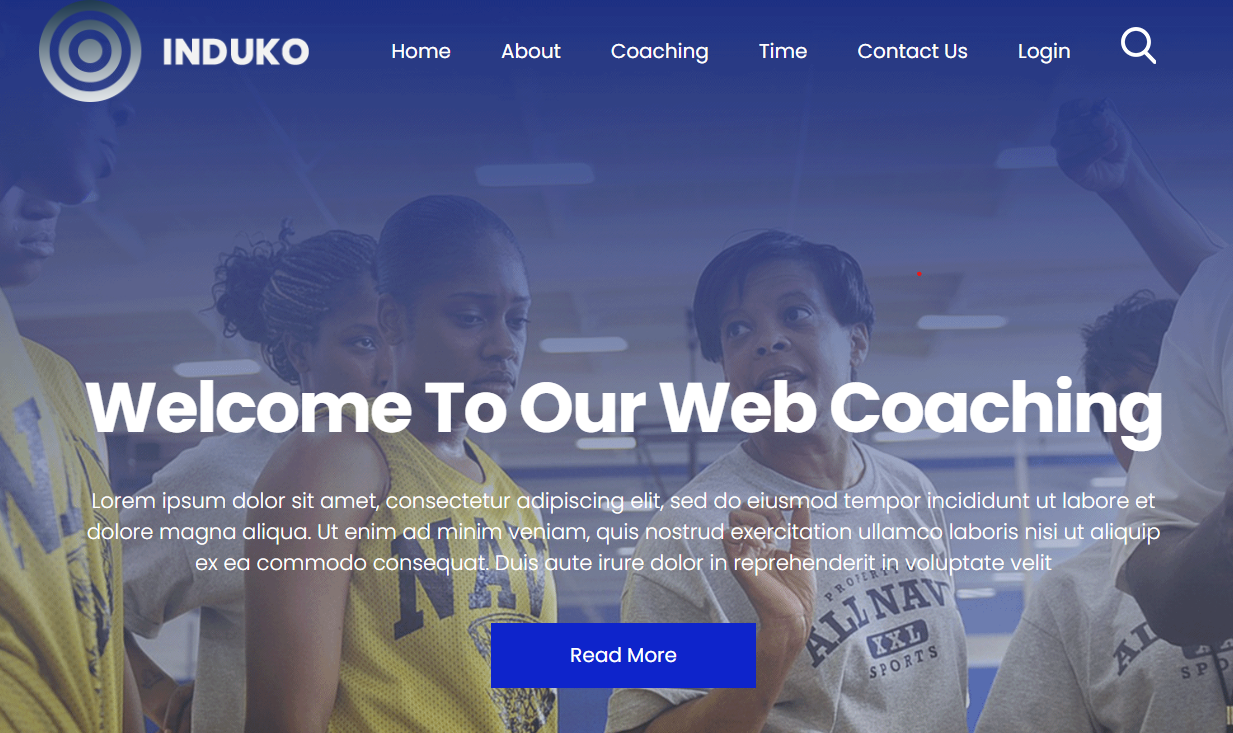 INDUKO
Home About Coaching Time Contact Us Login
Welcome To Our Web Coaching
Lorem ipsum dolor sit amet, consectetur adipiscing elit, sed do eiusmod tempor incididunt ut labore et
dolore magna aliqua. Ut enim ad minim veniam, quis nostrud exercitation ullamco laboris nisi ut aliquip
ex ea commodo consequat. Duis aute irure dolor in reprehenderit in voluptate velit
PROPERTY
ALL NAVY
XXL
SPORTS
Read More